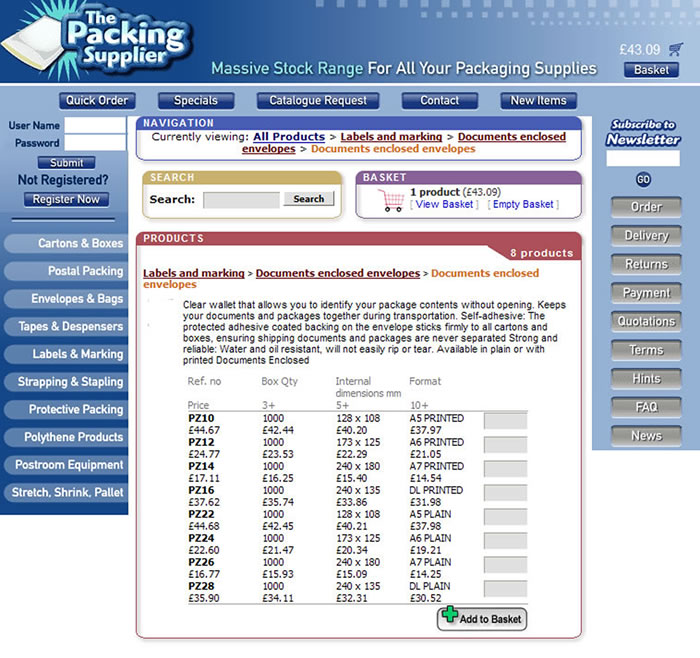 The
Packing
Supplier
Massive Stock Range For All Your Packaging Supplies
£43.09
Basket
Quick Order
Specials
Catalogue Request
Contact
New Items
User Name
Password
Submit
Not Registered?
Register Now
Cartons & Boxes
Postal Packing
Envelopes & Bags
Tapes & Despensers
Labels & Marking
Strapping & Stapling
Protective Packing
Polythene Products
Postroom Equipment
Stretch, Shrink, Pallet
NAVIGATION
Currently viewing: All Products > Labels and marking > Documents enclosed
envelopes > Documents enclosed envelopes
SEARCH
Search:
Search
BASKET
1 product (£43.09)
[ View Basket ] [ Empty Basket ]
PRODUCTS
8 products
Labels and marking > Documents enclosed envelopes > Documents enclosed
envelopes
Clear wallet that allows you to identify your package contents without opening. Keeps
your documents and packages together during transportation. Self-adhesive: The
protected adhesive coated backing on the envelope sticks firmly to all cartons and
boxes, ensuring shipping documents and packages are never separated Strong and
reliable: Water and oil resistant, will not easily rip or tear. Available in plain or with
printed Documents Enclosed
Ref. no Box Qty Internal Format
dimensions mm
Price 3+ 5+ 10+
PZ10 1000 128 x 108 A5 PRINTED
£44.67 £42.44 £40.20 £37.97
PZ12 1000 173 x 125 A6 PRINTED
£24.77 £23.53 £22.29 £21.05
PZ14 1000 240 x 180 A7 PRINTED
£17.11 £16.25 £15.40 £14.54
PZ16 1000 240 x 135 DL PRINTED
£37.62 £35.74 £33.86 £31.98
PZ22 1000 128 x 108 A5 PLAIN
£44.68 £42.45 £40.21 £37.98
PZ24 1000 173 x 125 A6 PLAIN
£22.60 £21.47 £20.34 £19.21
PZ26 1000 240 x 180 A7 PLAIN
£16.77 £15.93 £15.09 £14.25
PZ28 1000 240 x 135 DL PLAIN
£35.90 £34.11 £32.31 £30.52
Add to Basket
Subscribe to
Newsletter
GO
Order
Delivery
Returns
Payment
Quotations
Terms
Hints
FAQ
News